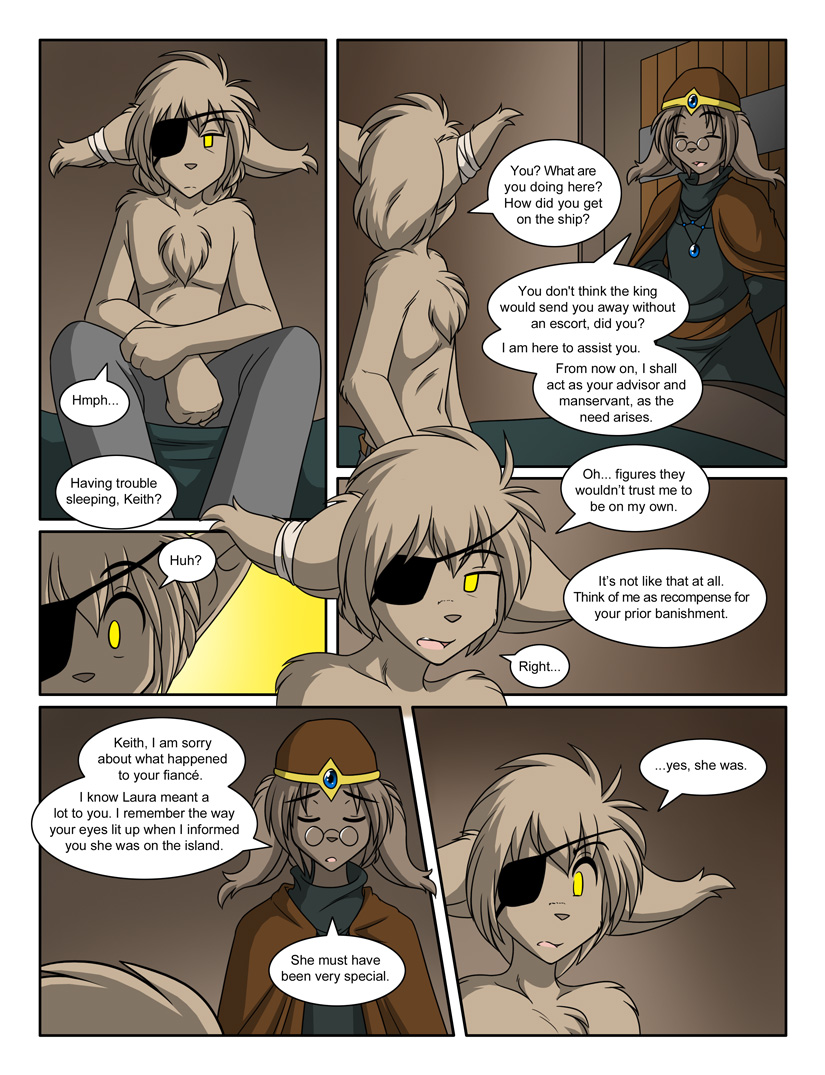 Hmph...
Having trouble
sleeping, Keith?
You? What are
you doing here?
How did you get
on the ship?
You don't think the king
would send you away without
an escort, did you?
I am here to assist you.
From now on, I shall
act as your advisor and
manservant, as the
need arises.
Huh?
Oh... figures they
wouldn't trust me to
be on my own.
It's not like that at all.
Think of me as recompense for
your prior banishment.
Right...
Keith, I am sorry
about what happened
to your fiancé.
I know Laura meant a
lot to you. I remember the way
your eyes lit up when I informed
you she was on the island.
She must have
been very special.
...yes, she was.